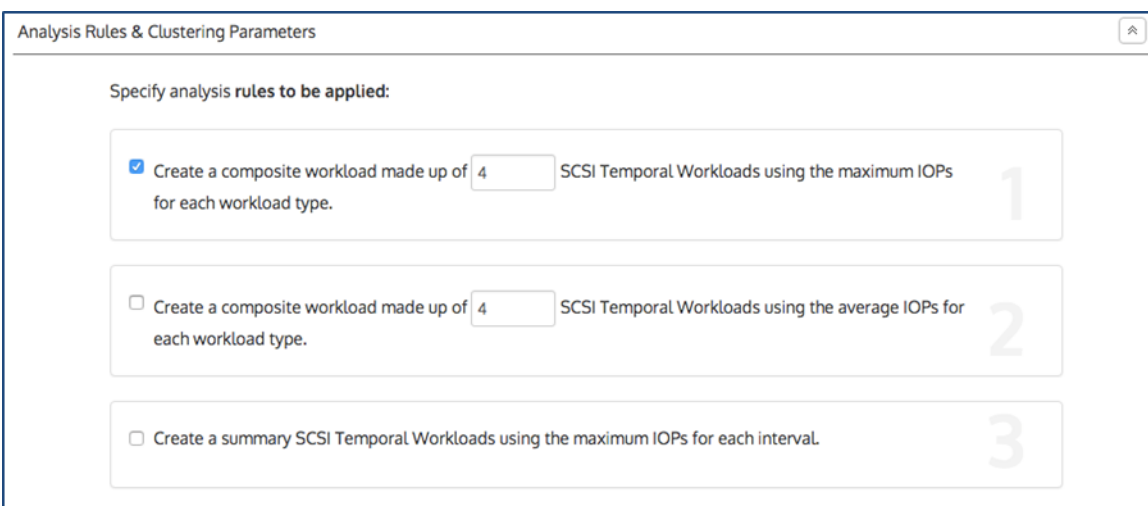 Analysis Rules & Clustering Parameters
Specify analysis rules to be applied:
Create a composite workload made up of 4 SCSI Temporal Workloads using the maximum IOPs
for each workload type.
1
Create a composite workload made up of 4 SCSI Temporal Workloads using the average IOPs for
each workload type.
2
Create a summary SCSI Temporal Workloads using the maximum IOPs for each interval.
3